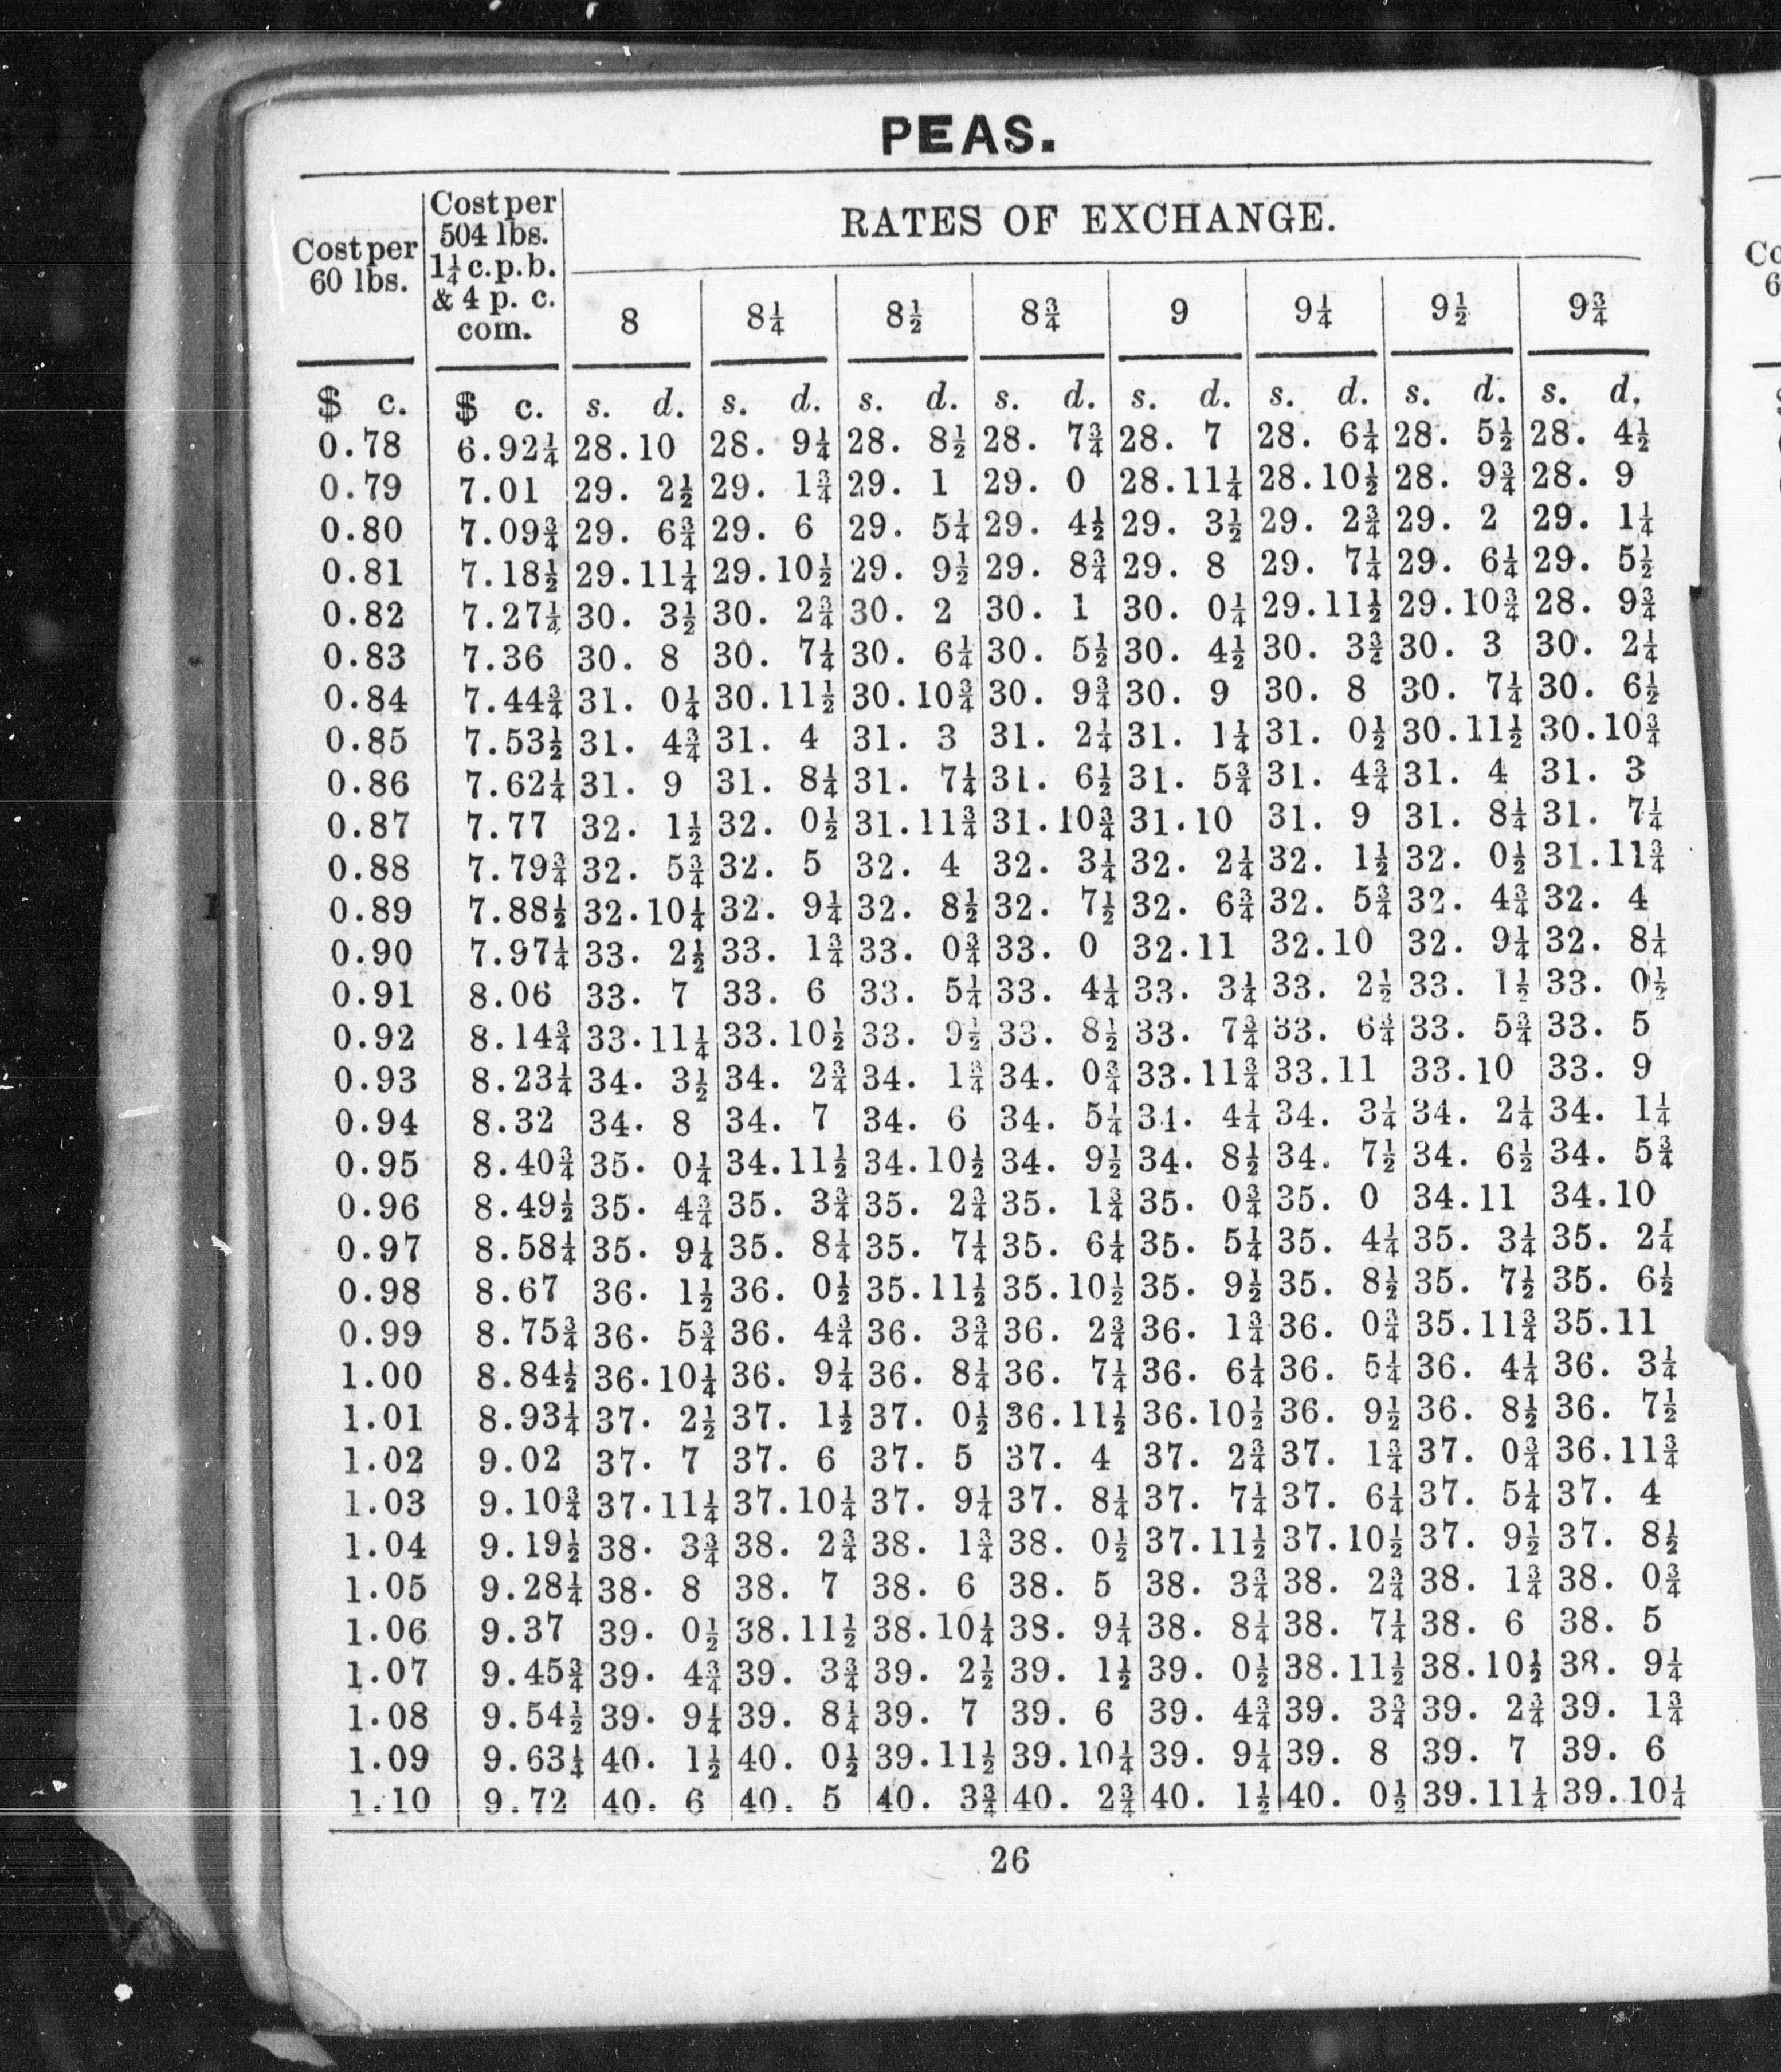 PEAS.
Cost per 60 lbs. | Cost per 504 lbs. 1¼ c.p.b. & 4 p. c. com. | RATES OF EXCHANGE.
8 | 8¼ | 8½ | 8¾ | 9 | 9¼ | 9½ | 9¾
$ c. | $ c. | s. d. | s. d. | s. d. | s. d. | s. d. | s. d. | s. d. | s. d.
0.78 | 6.92¼ | 28.10 | 28. 9¼ | 28. 8½ | 28. 7¾ | 28. 7 | 28. 6¼ | 28. 5½ | 28. 4½
0.79 | 7.01 | 29. 2½ | 29. 1¾ | 29. 1 | 29. 0 | 28.11¼ | 28.10½ | 28. 9¾ | 28. 9
0.80 | 7.09¾ | 29. 6¾ | 29. 6 | 29. 5¼ | 29. 4½ | 29. 3½ | 29. 2¾ | 29. 2 | 29. 1¼
0.81 | 7.18½ | 29.11¼ | 29.10½ | 29. 9½ | 29. 8¾ | 29. 8 | 29. 7¼ | 29. 6¼ | 29. 5½
0.82 | 7.27¼ | 30. 3½ | 30. 2¾ | 30. 2 | 30. 1 | 30. 0¼ | 29.11½ | 29.10¾ | 28. 9¾
0.83 | 7.36 | 30. 8 | 30. 7¼ | 30. 6¼ | 30. 5½ | 30. 4½ | 30. 3¾ | 30. 3 | 30. 2¼
0.84 | 7.44¾ | 31. 0¼ | 30.11½ | 30.10¾ | 30. 9¾ | 30. 9 | 30. 8 | 30. 7¼ | 30. 6½
0.85 | 7.53½ | 31. 4¾ | 31. 4 | 31. 3 | 31. 2¼ | 31. 1¼ | 31. 0½ | 30.11½ | 30.10¾
0.86 | 7.62¼ | 31. 9 | 31. 8¼ | 31. 7¼ | 31. 6½ | 31. 5¾ | 31. 4¾ | 31. 4 | 31. 3
0.87 | 7.77 | 32. 1½ | 32. 0½ | 31.11¾ | 31.10¾ | 31.10 | 31. 9 | 31. 8¼ | 31. 7¼
0.88 | 7.79¾ | 32. 5¾ | 32. 5 | 32. 4 | 32. 3¼ | 32. 2¼ | 32. 1½ | 32. 0½ | 31.11¾
0.89 | 7.88½ | 32.10¼ | 32. 9¼ | 32. 8½ | 32. 7½ | 32. 6¾ | 32. 5¾ | 32. 4¾ | 32. 4
0.90 | 7.97¼ | 33. 2½ | 33. 1¾ | 33. 0¾ | 33. 0 | 32.11 | 32.10 | 32. 9¼ | 32. 8¼
0.91 | 8.06 | 33. 7 | 33. 6 | 33. 5¼ | 33. 4¼ | 33. 3¼ | 33. 2½ | 33. 1½ | 33. 0½
0.92 | 8.14¾ | 33.11¼ | 33.10½ | 33. 9½ | 33. 8½ | 33. 7¾ | 33. 6¾ | 33. 5¾ | 33. 5
0.93 | 8.23¼ | 34. 3½ | 34. 2¾ | 34. 1¾ | 34. 0¾ | 33.11¾ | 33.11 | 33.10 | 33. 9
0.94 | 8.32 | 34. 8 | 34. 7 | 34. 6 | 34. 5¼ | 34. 4¼ | 34. 3¼ | 34. 2¼ | 34. 1¼
0.95 | 8.40¾ | 35. 0¼ | 34.11½ | 34.10½ | 34. 9½ | 34. 8½ | 34. 7½ | 34. 6½ | 34. 5¾
0.96 | 8.49½ | 35. 4¾ | 35. 3¾ | 35. 2¾ | 35. 1¾ | 35. 0¾ | 35. 0 | 34.11 | 34.10
0.97 | 8.58¼ | 35. 9¼ | 35. 8¼ | 35. 7¼ | 35. 6¼ | 35. 5¼ | 35. 4¼ | 35. 3¼ | 35. 2¼
0.98 | 8.67 | 36. 1½ | 36. 0½ | 35.11½ | 35.10½ | 35. 9½ | 35. 8½ | 35. 7½ | 35. 6½
0.99 | 8.75¾ | 36. 5¾ | 36. 4¾ | 36. 3¾ | 36. 2¾ | 36. 1¾ | 36. 0¾ | 35.11¾ | 35.11
1.00 | 8.84½ | 36.10¼ | 36. 9¼ | 36. 8¼ | 36. 7¼ | 36. 6¼ | 36. 5¼ | 36. 4¼ | 36. 3¼
1.01 | 8.93¼ | 37. 2½ | 37. 1½ | 37. 0½ | 36.11½ | 36.10½ | 36. 9½ | 36. 8½ | 36. 7½
1.02 | 9.02 | 37. 7 | 37. 6 | 37. 5 | 37. 4 | 37. 2¾ | 37. 1¾ | 37. 0¾ | 36.11¾
1.03 | 9.10¾ | 37.11¼ | 37.10¼ | 37. 9¼ | 37. 8¼ | 37. 7¼ | 37. 6¼ | 37. 5¼ | 37. 4
1.04 | 9.19½ | 38. 3¾ | 38. 2¾ | 38. 1¾ | 38. 0½ | 37.11½ | 37.10½ | 37. 9½ | 37. 8½
1.05 | 9.28¼ | 38. 8 | 38. 7 | 38. 6 | 38. 5 | 38. 3¾ | 38. 2¾ | 38. 1¾ | 38. 0¾
1.06 | 9.37 | 39. 0½ | 38.11½ | 38.10¼ | 38. 9¼ | 38. 8¼ | 38. 7¼ | 38. 6 | 38. 5
1.07 | 9.45¾ | 39. 4¾ | 39. 3¾ | 39. 2½ | 39. 1½ | 39. 0½ | 38.11½ | 38.10½ | 38. 9¼
1.08 | 9.54½ | 39. 9¼ | 39. 8¼ | 39. 7 | 39. 6 | 39. 4¾ | 39. 3¾ | 39. 2¾ | 39. 1¾
1.09 | 9.63¼ | 40. 1½ | 40. 0½ | 39.11½ | 39.10¼ | 39. 9¼ | 39. 8 | 39. 7 | 39. 6
1.10 | 9.72 | 40. 6 | 40. 5 | 40. 3¾ | 40. 2¾ | 40. 1½ | 40. 0½ | 39.11¼ | 39.10¼
26